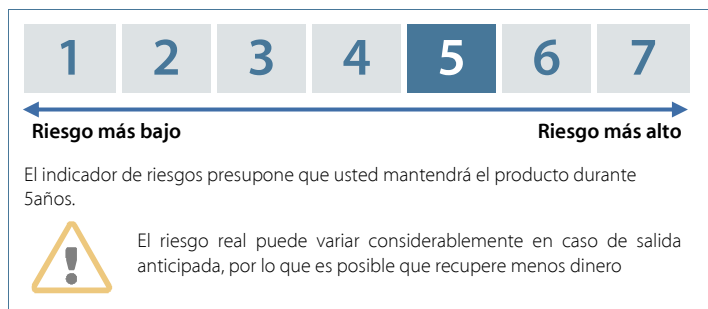 1 2 3 4 5 6 7
Riesgo más bajo Riesgo más alto
El indicador de riesgos presupone que usted mantendrá el producto durante
5años.
El riesgo real puede variar considerablemente en caso de salida
anticipada, por lo que es posible que recupere menos dinero